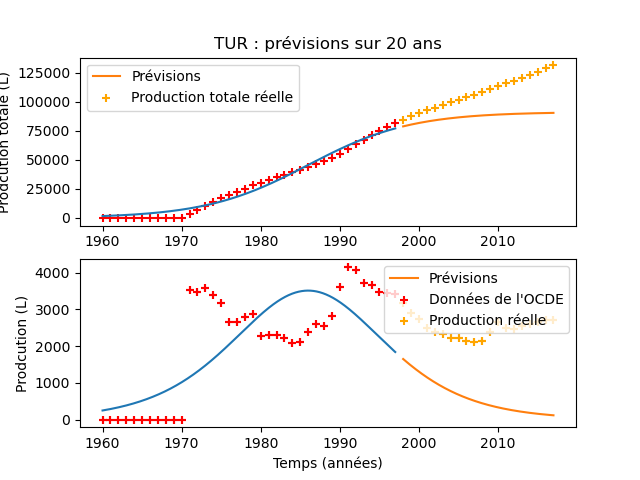 TUR : prévisions sur 20 ans
Prodcution totale (L)
125000
100000
75000
50000
25000
0
Prévisions
Production totale réelle
1960 1970 1980 1990 2000 2010
Prodcution (L)
4000
3000
2000
1000
0
Prévisions
Données de l'OCDE
Production réelle
1960 1970 1980 1990 2000 2010
Temps (années)